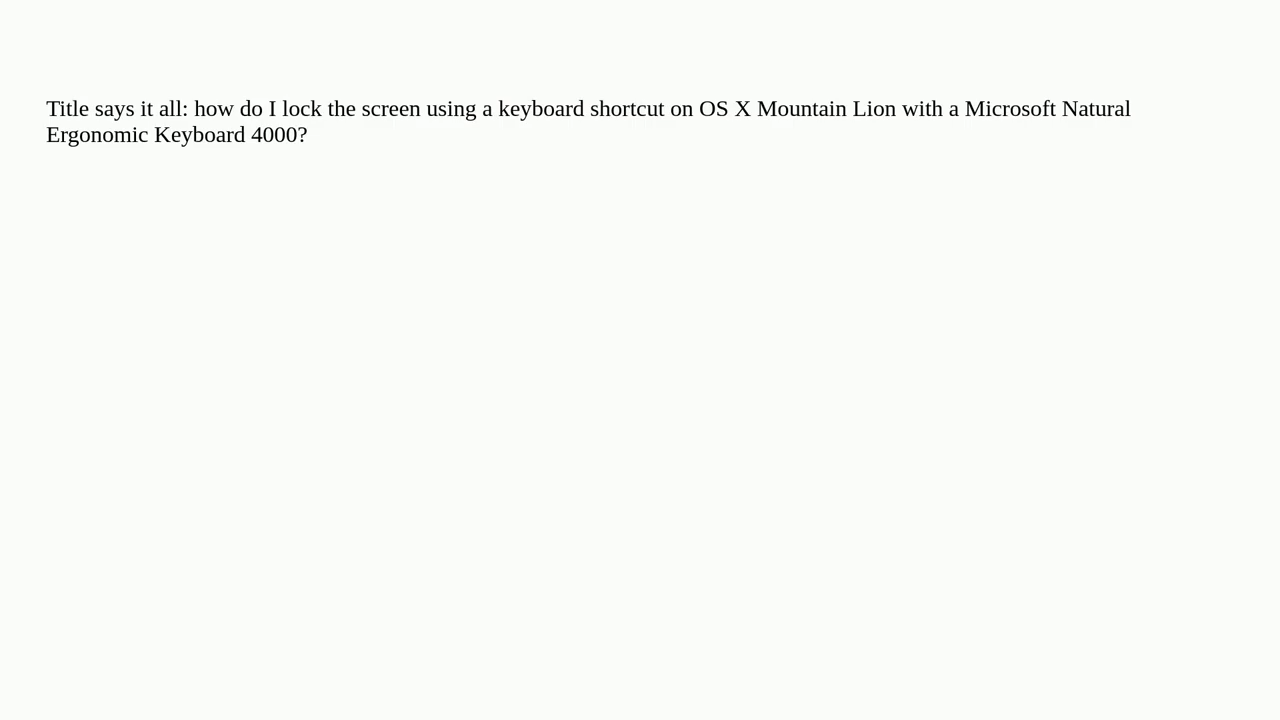 Title says it all: how do I lock the screen using a keyboard shortcut on OS X Mountain Lion with a Microsoft Natural
Ergonomic Keyboard 4000?